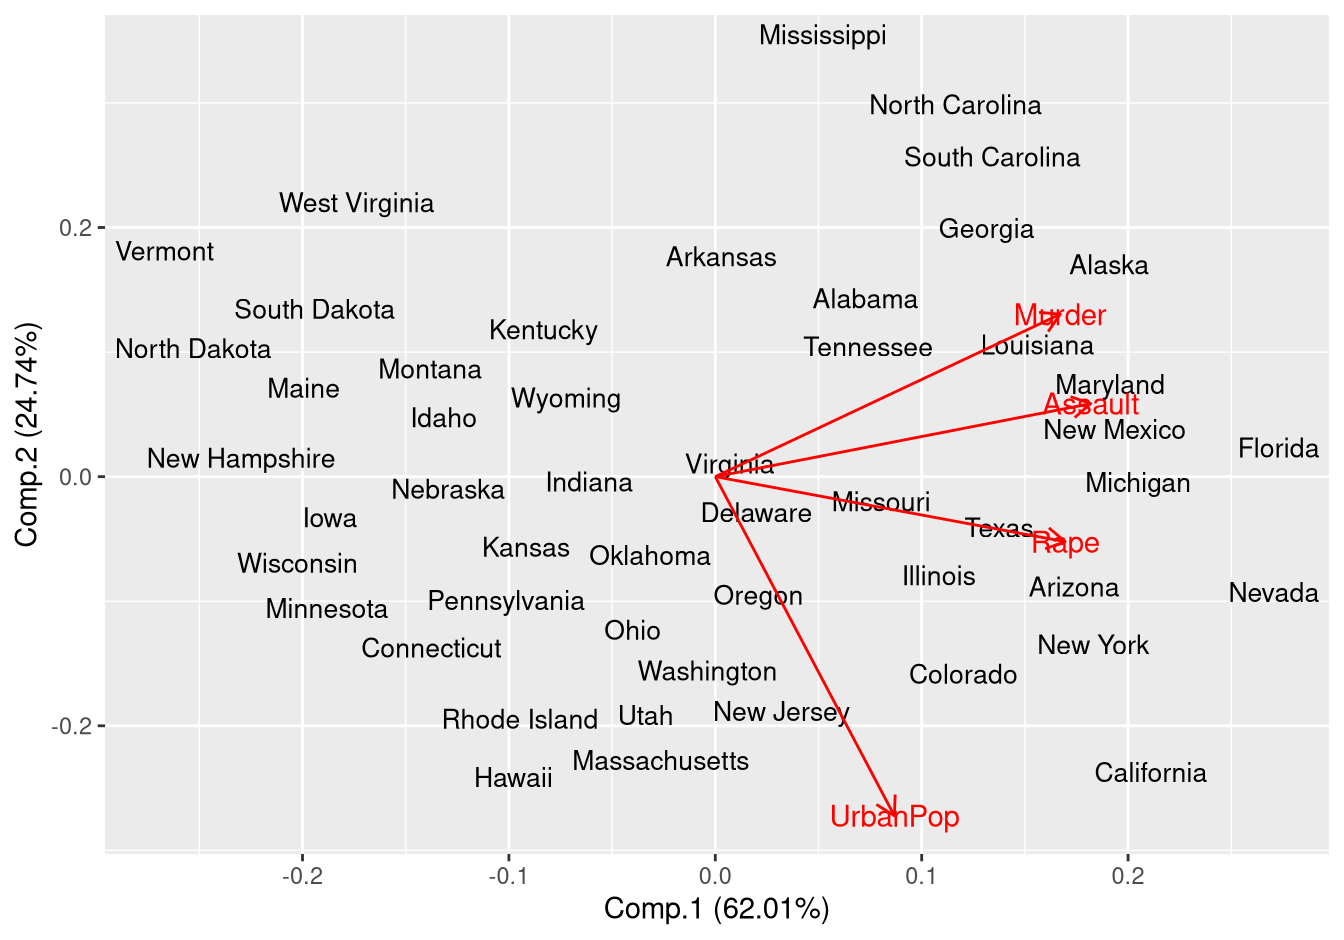 Mississippi
North Carolina
South Carolina
West Virginia
Georgia
0.2
Vermont
Arkansas
Alaska
Alabama
South Dakota
Murder
Kentucky
Louisiana
Tennessee
North Dakota
Montana
Maryland
Maine
Wyoming
Assault
Idaho
New Mexico
Florida
New Hampshire
Virginia
0.0
Indiana
Michigan
Nebraska
Missouri
Delaware
Iowa
Texas
Rape
Kansas
Oklahoma
Wisconsin
Illinois
Arizona
Nevada
Oregon
Pennsylvania
Minnesota
Ohio
New York
Connecticut
Washington
Colorado
New Jersey
Utah
Rhode Island
-0.2
Massachusetts
California
Hawaii
UrbanPop
-0.2
-0.1
0.0
0.1
0.2
Comp.1 (62.01%)
Comp.2 (24.74%)